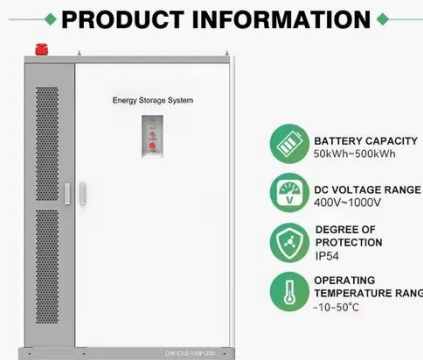 PRODUCT INFORMATION
Energy Storage System
BATTERY CAPACITY
50kWh~500kWh
DC VOLTAGE RANGE
400V~1000V
V
DEGREE OF
PROTECTION
IP54
OPERATING
TEMPERATURE RANG
-10~50℃